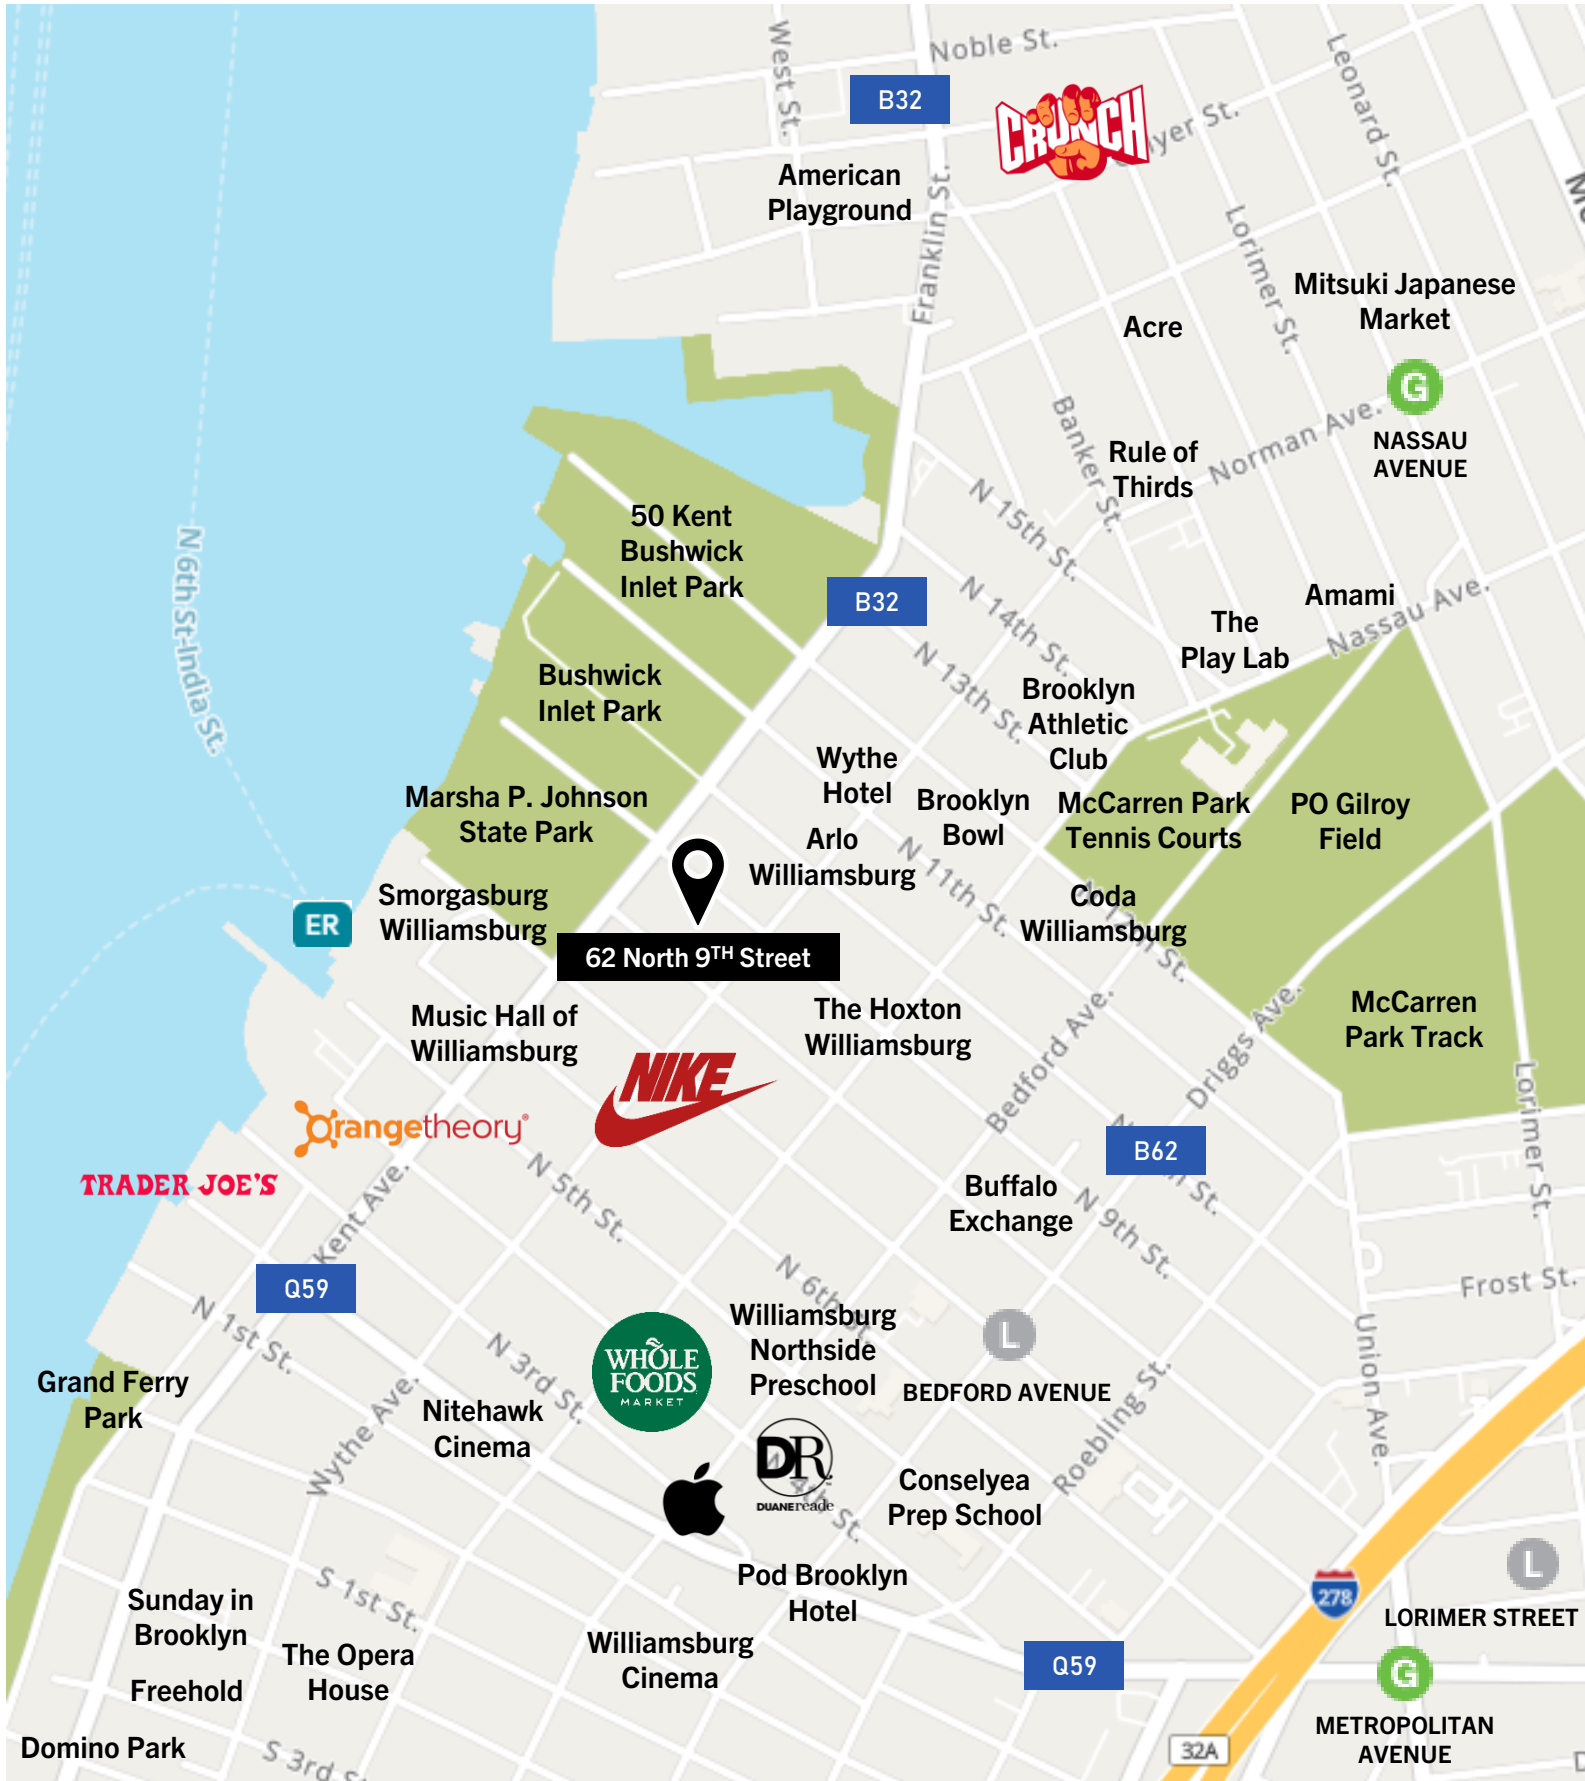 Noble St.
West St.
Leonard St.
B32
CRUNCH
yer St.
American
Playground
Franklin St.
Lorimer St.
Mitsuki Japanese
Market
Acre
G
NASSAU
AVENUE
Banker St.
Norman Ave.
Rule of
Thirds
N 15th St.
50 Kent
Bushwick
Inlet Park
N 6th St-India St.
B32
N 14th St.
Amami
Nassau Ave.
The
Play Lab
N 13th St.
Bushwick
Inlet Park
Brooklyn
Athletic
Club
Wythe
Hotel
Brooklyn
Bowl
McCarren Park
Tennis Courts
PO Gilroy
Field
Marsha P. Johnson
State Park
Arlo
Williamsburg
N 11th St.
Smorgasburg
Williamsburg
ER
Coda
Williamsburg
N 12th St.
62 North 9TH Street
Music Hall of
Williamsburg
The Hoxton
Williamsburg
Bedford Ave.
Driggs Ave.
McCarren
Park Track
NIKE
Orangetheory®
Lorimer St.
TRADER JOE'S
Kent Ave.
N 5th St.
B62
St.
Buffalo
Exchange
N 9th St.
Q59
N 6th St.
Frost St.
N 1st St.
N 3rd St.
WHOLE
FOODS
MARKET
Williamsburg
Northside
Preschool
L
BEDFORD AVENUE
Union Ave.
Grand Ferry
Park
Wythe Ave.
Nitehawk
Cinema
Roebling St.
DR
DUANEreade
N 4th St.
Conselyea
Prep School
Pod Brooklyn
Hotel
S 1st St.
Sunday in
Brooklyn
278
L
LORIMER STREET
The Opera
House
Williamsburg
Cinema
Q59
G
METROPOLITAN
AVENUE
Freehold
Domino Park
S 3rd St
32A